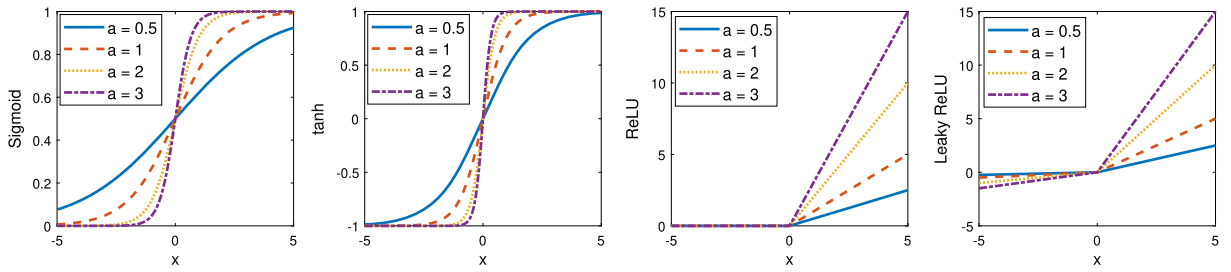 Sigmoid
1
0.8
0.6
0.4
0.2
0
-5
0
5
x
a = 0.5
a = 1
a = 2
a = 3
tanh
1
0.5
0
-0.5
-1
-5
0
5
x
a = 0.5
a = 1
a = 2
a = 3
ReLU
15
10
5
0
-5
0
5
x
a = 0.5
a = 1
a = 2
a = 3
Leaky ReLU
15
10
5
0
-5
-5
0
5
x
a = 0.5
a = 1
a = 2
a = 3